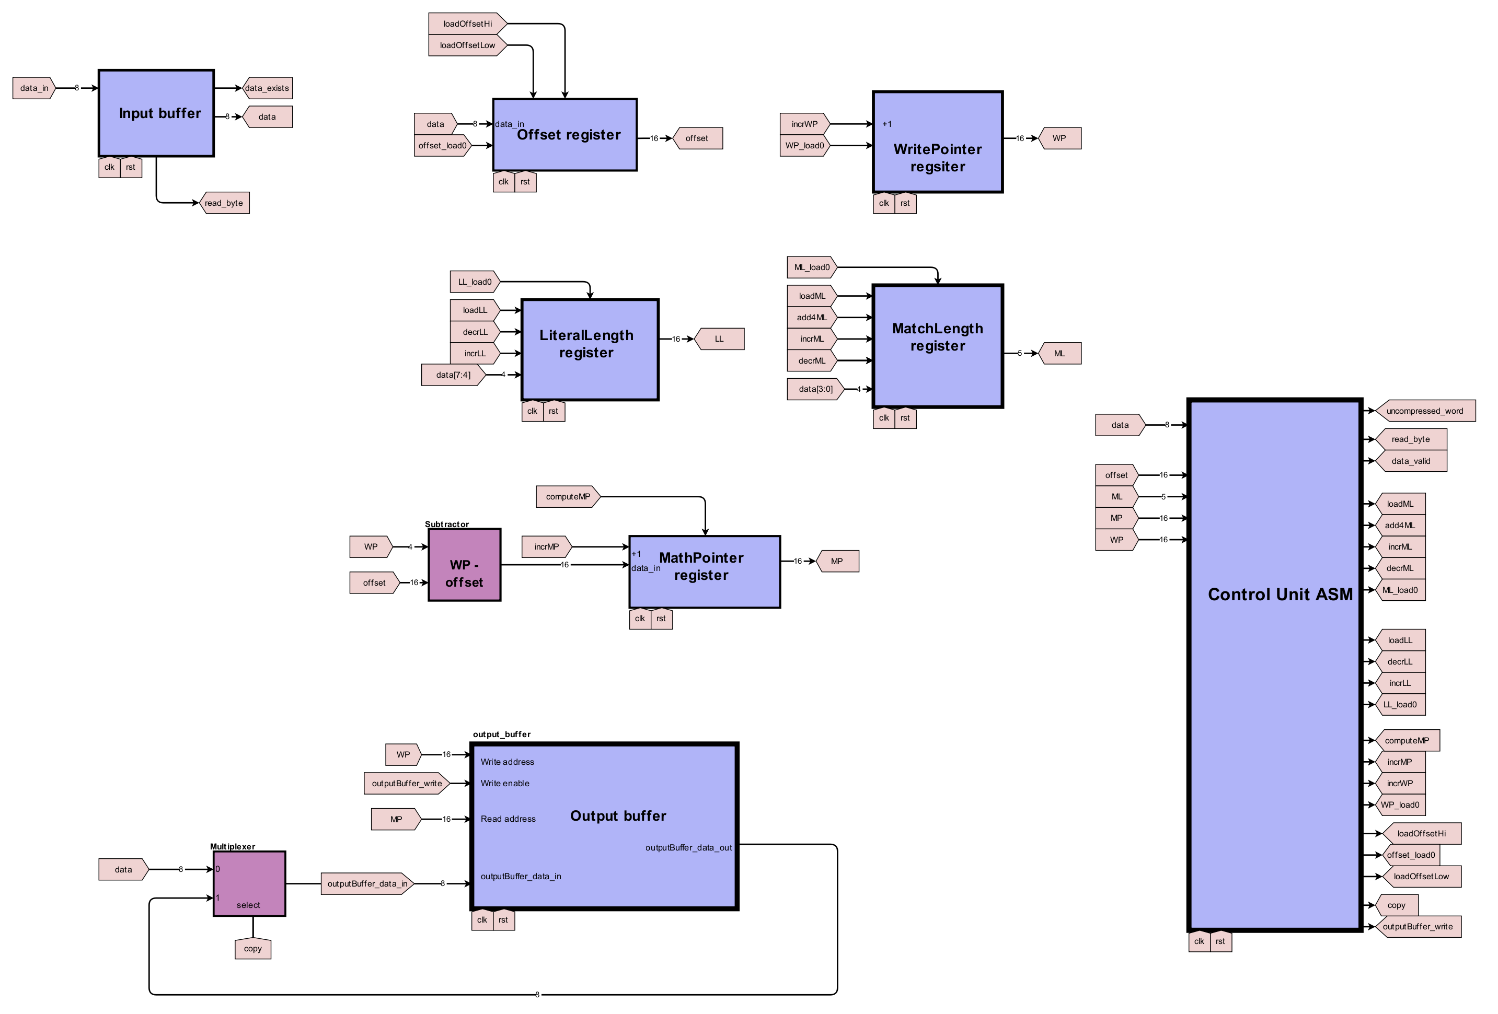 loadOffsetHi
loadOffsetLow
data_in
8
Input buffer
data_exists
8
data
clk
rst
read_byte
data
8
data_in
offset_load0
Offset register
16
offset
clk
rst
incrWP
WP_load0
+1
WritePointer
regsiter
16
WP
clk
rst
LL_load0
loadLL
decrLL
incrLL
data[7:4]
4
LiteralLength
register
16
LL
clk
rst
ML_load0
loadML
add4ML
incrML
decrML
data[3:0]
4
MatchLength
register
5
ML
clk
rst
Subtractor
WP
4
offset
16
WP -
offset
16
computeMP
incrMP
+1
data_in
MathPointer
register
16
MP
clk
rst
output_buffer
WP
16
Write address
outputBuffer_write
Write enable
MP
16
Read address
Output buffer
outputBuffer_data_out
outputBuffer_data_in
clk
rst
Multiplexer
data
8
0
1
select
copy
outputBuffer_data_in
8
8
data
8
offset
16
ML
5
MP
16
WP
16
Control Unit ASM
clk
rst
uncompressed_word
read_byte
data_valid
loadML
add4ML
incrML
decrML
ML_load0
loadLL
decrLL
incrLL
LL_load0
computeMP
incrMP
incrWP
WP_load0
loadOffsetHi
offset_load0
loadOffsetLow
copy
outputBuffer_write